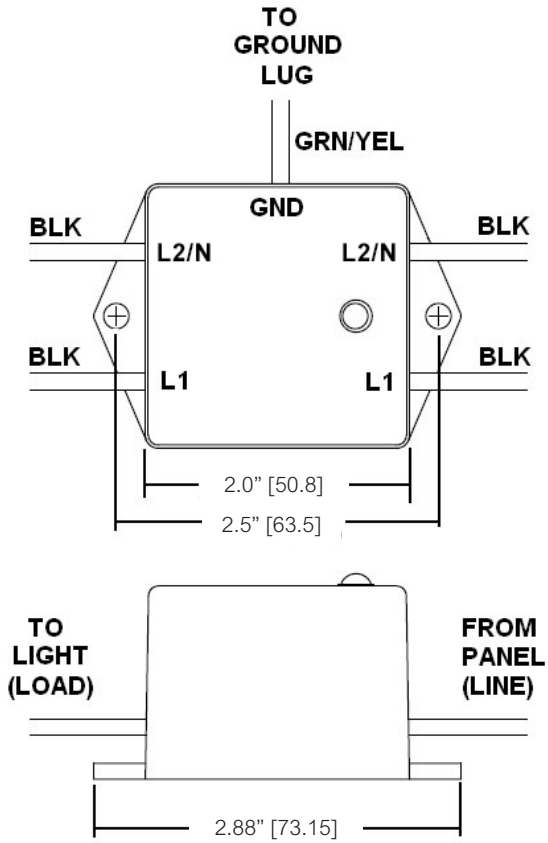 TO
GROUND
LUG
GRN/YEL
GND
BLK
BLK
L2/N
L2/N
BLK
BLK
L1
L1
2.0” [50.8]
2.5” [63.5]
TO
LIGHT
(LOAD)
FROM
PANEL
(LINE)
2.88” [73.15]